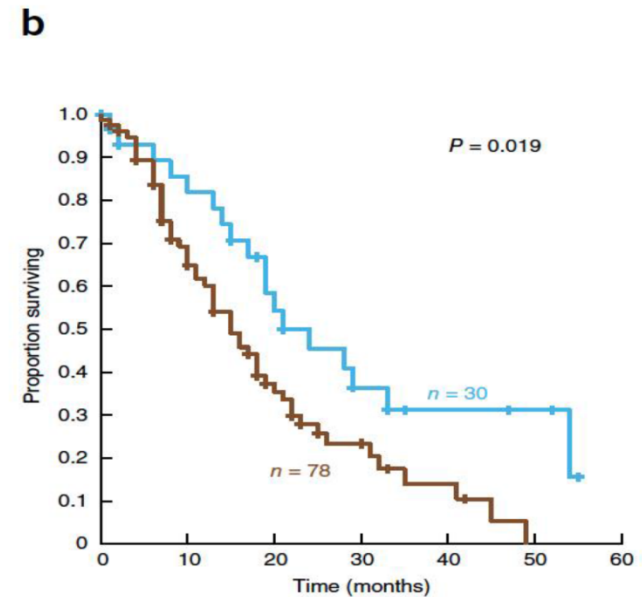 b
1.0
0.9
0.8
0.7
0.6
0.5
0.4
0.3
0.2
0.1
0
Proportion surviving
P = 0.019
n = 30
n = 78
0 10 20 30 40 50 60
Time (months)